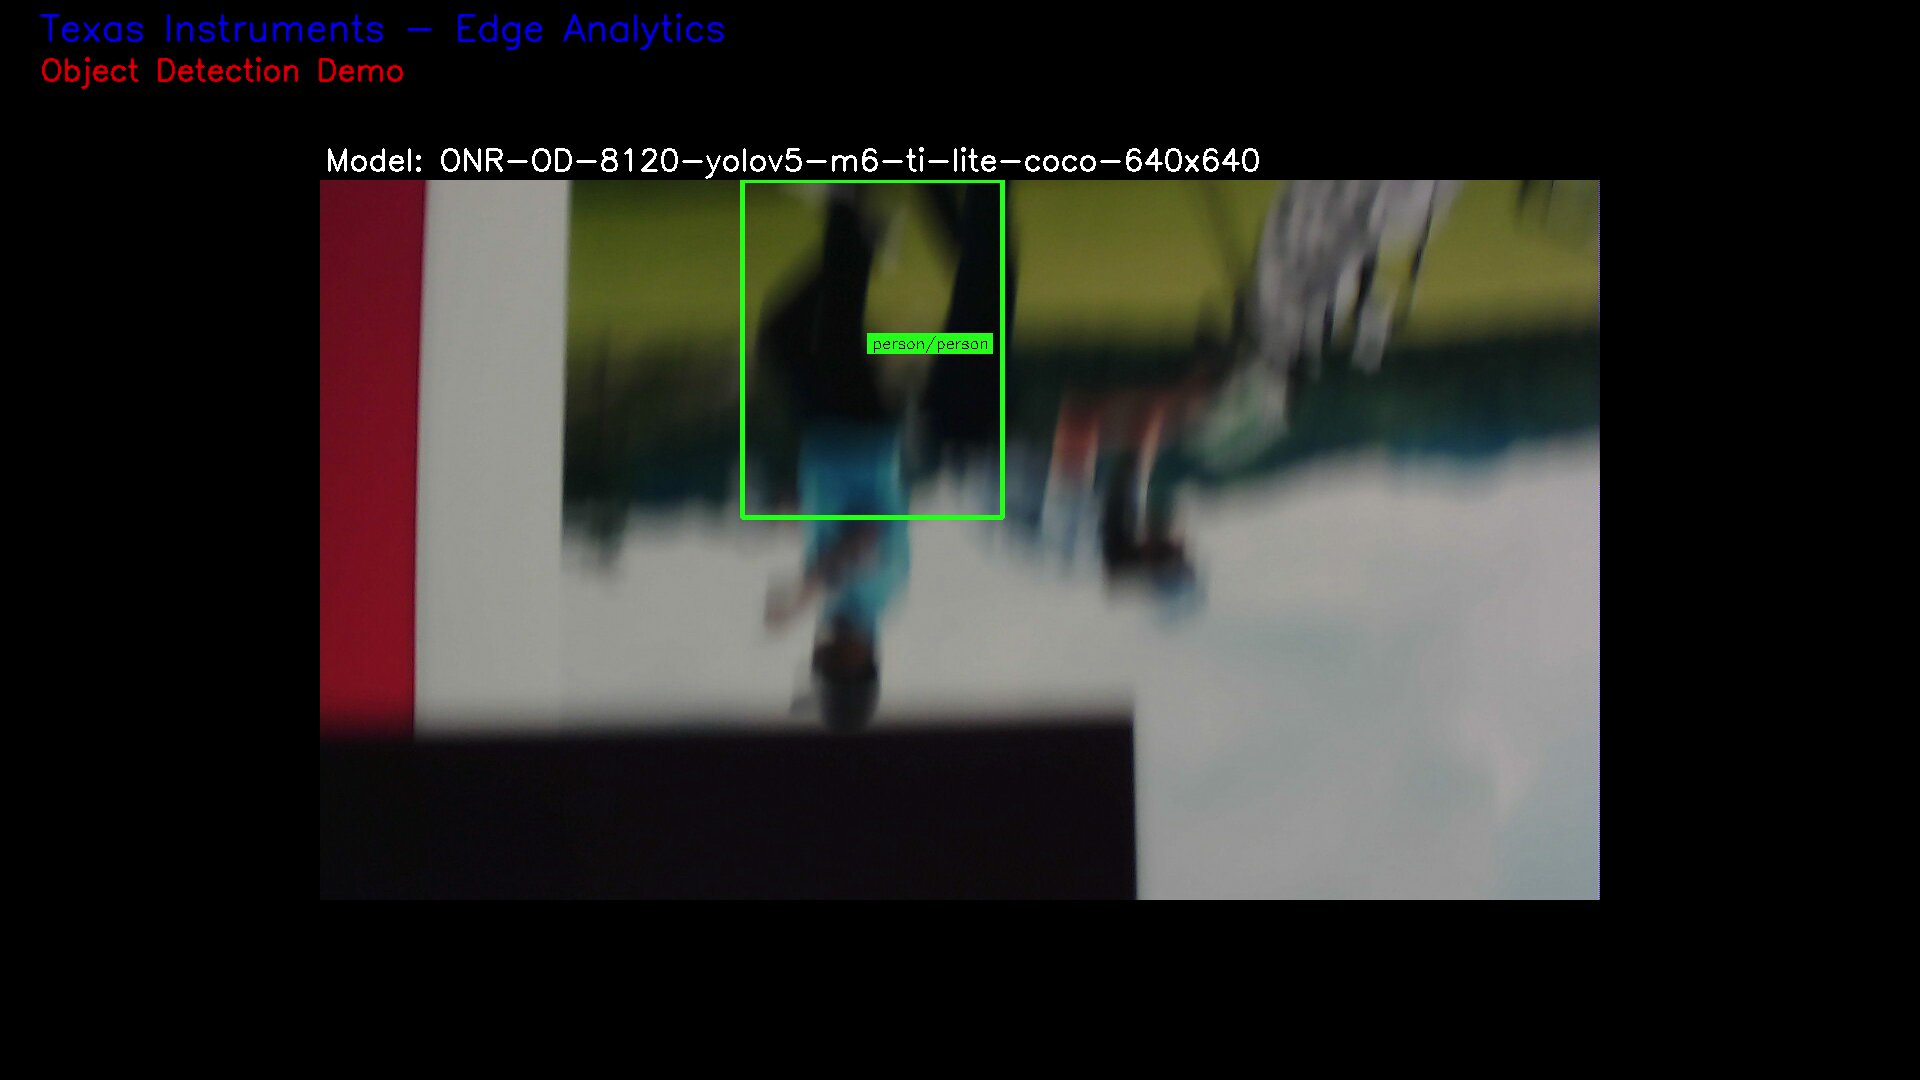 Texas Instruments - Edge Analytics
Object Detection Demo
Model: ONR-OD-8120-yolov5-m6-ti-lite-coco-640x640
person/person